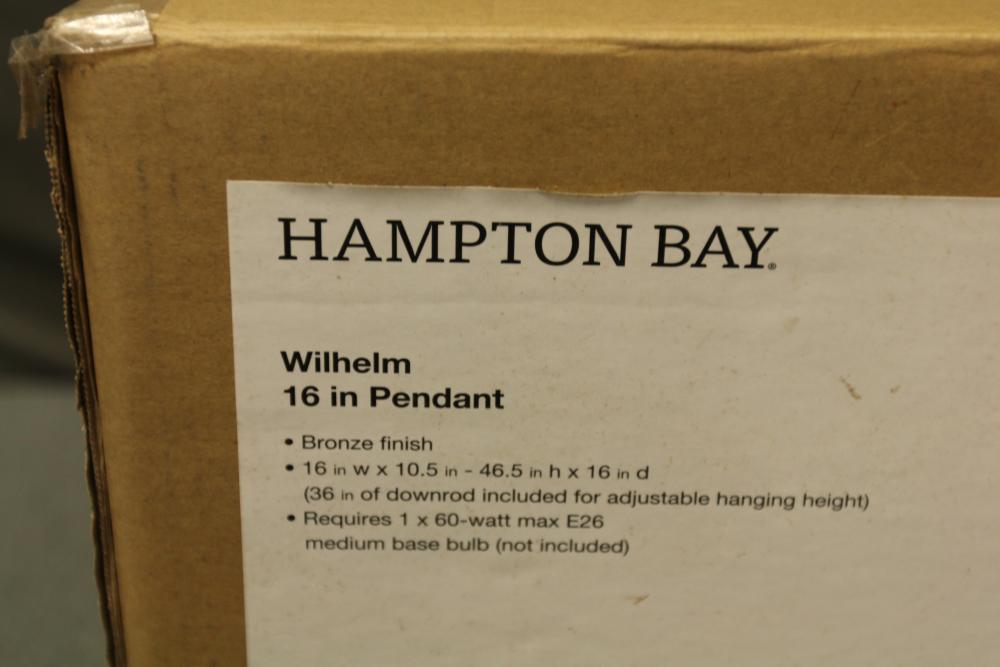 HAMPTON BAY®
Wilhelm
16 in Pendant
• Bronze finish
• 16 in w x 10.5 in - 46.5 in h x 16 in d
(36 in of downrod included for adjustable hanging height)
• Requires 1 x 60-watt max E26
medium base bulb (not included)